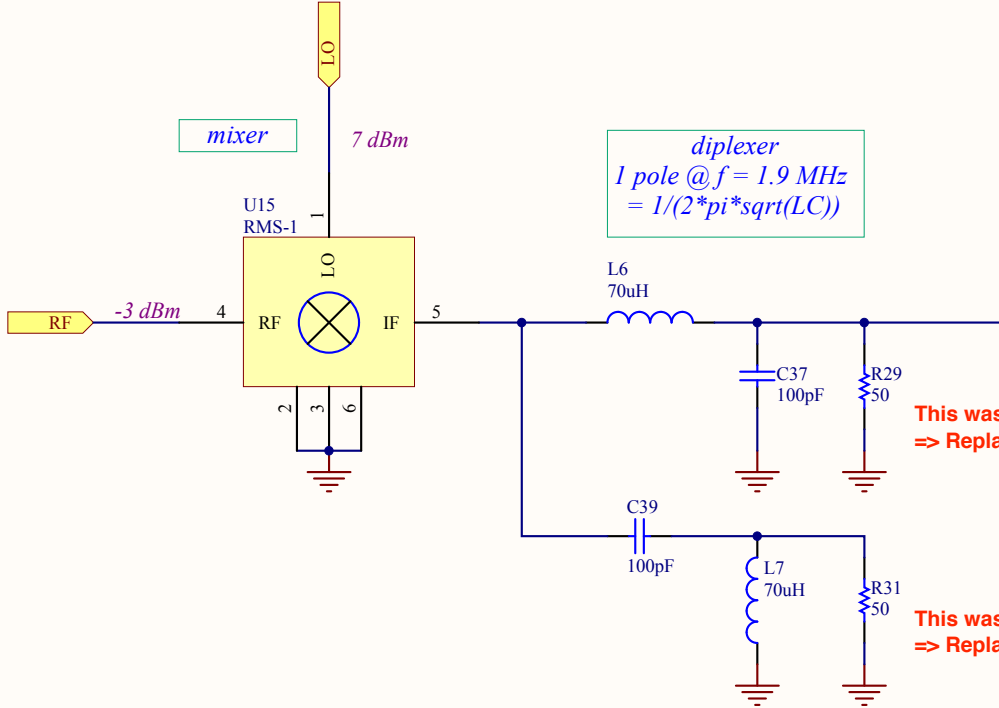 LO
mixer
7 dBm
diplexer
1 pole @ f = 1.9 MHz
= 1/(2*pi*sqrt(LC))
U15
RMS-1
1
LO
L6
70uH
RF
-3 dBm
4
RF
IF
5
C37
100pF
R29
50
2
3
6
This was
=> Repla
C39
100pF
L7
70uH
R31
50
This was
=> Repla